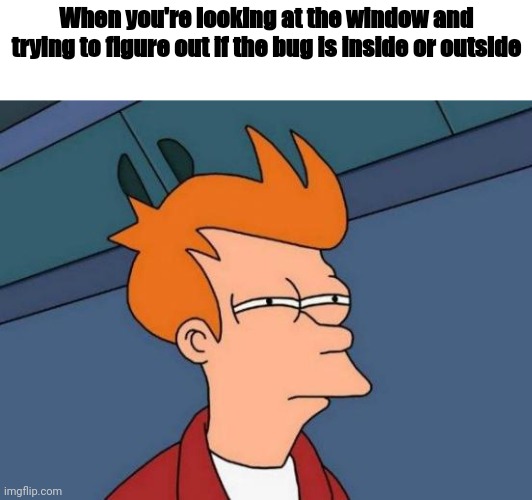 When you're looking at the window and
trying to figure out if the bug is inside or outside
imgflip.com